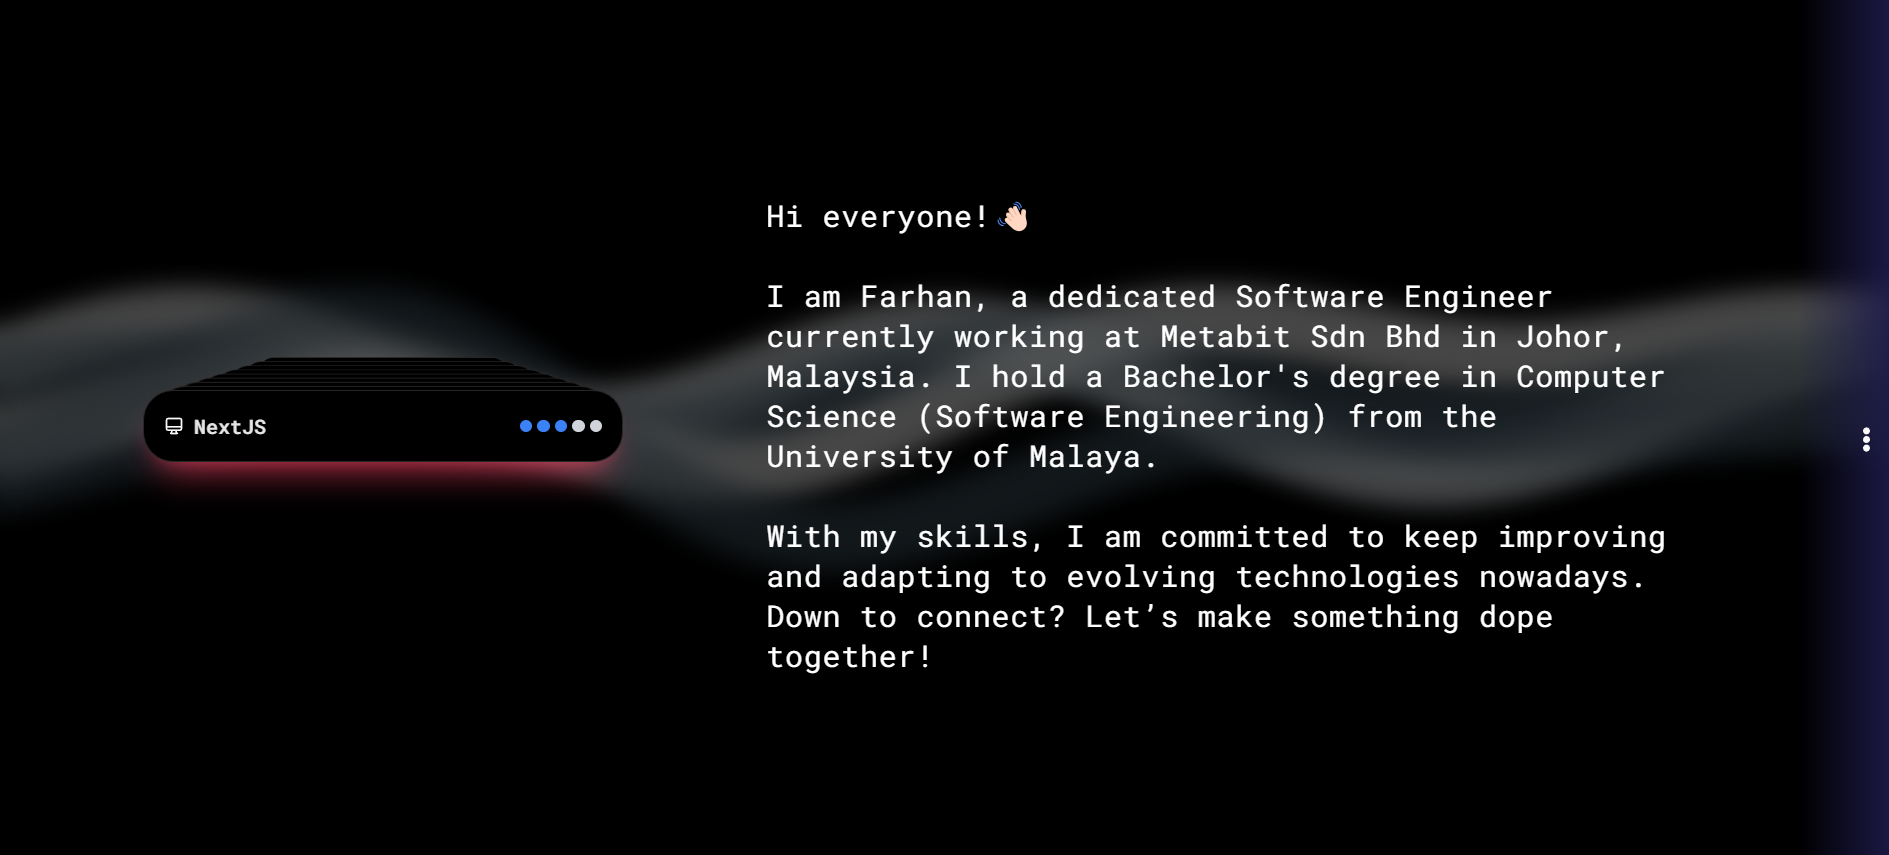 Hi everyone!👋🏻
I am Farhan, a dedicated Software Engineer
currently working at Metabit Sdn Bhd in Johor,
Malaysia. I hold a Bachelor's degree in Computer
Science (Software Engineering) from the
University of Malaya.
With my skills, I am committed to keep improving
and adapting to evolving technologies nowadays.
Down to connect? Let’s make something dope
together!
NextJS